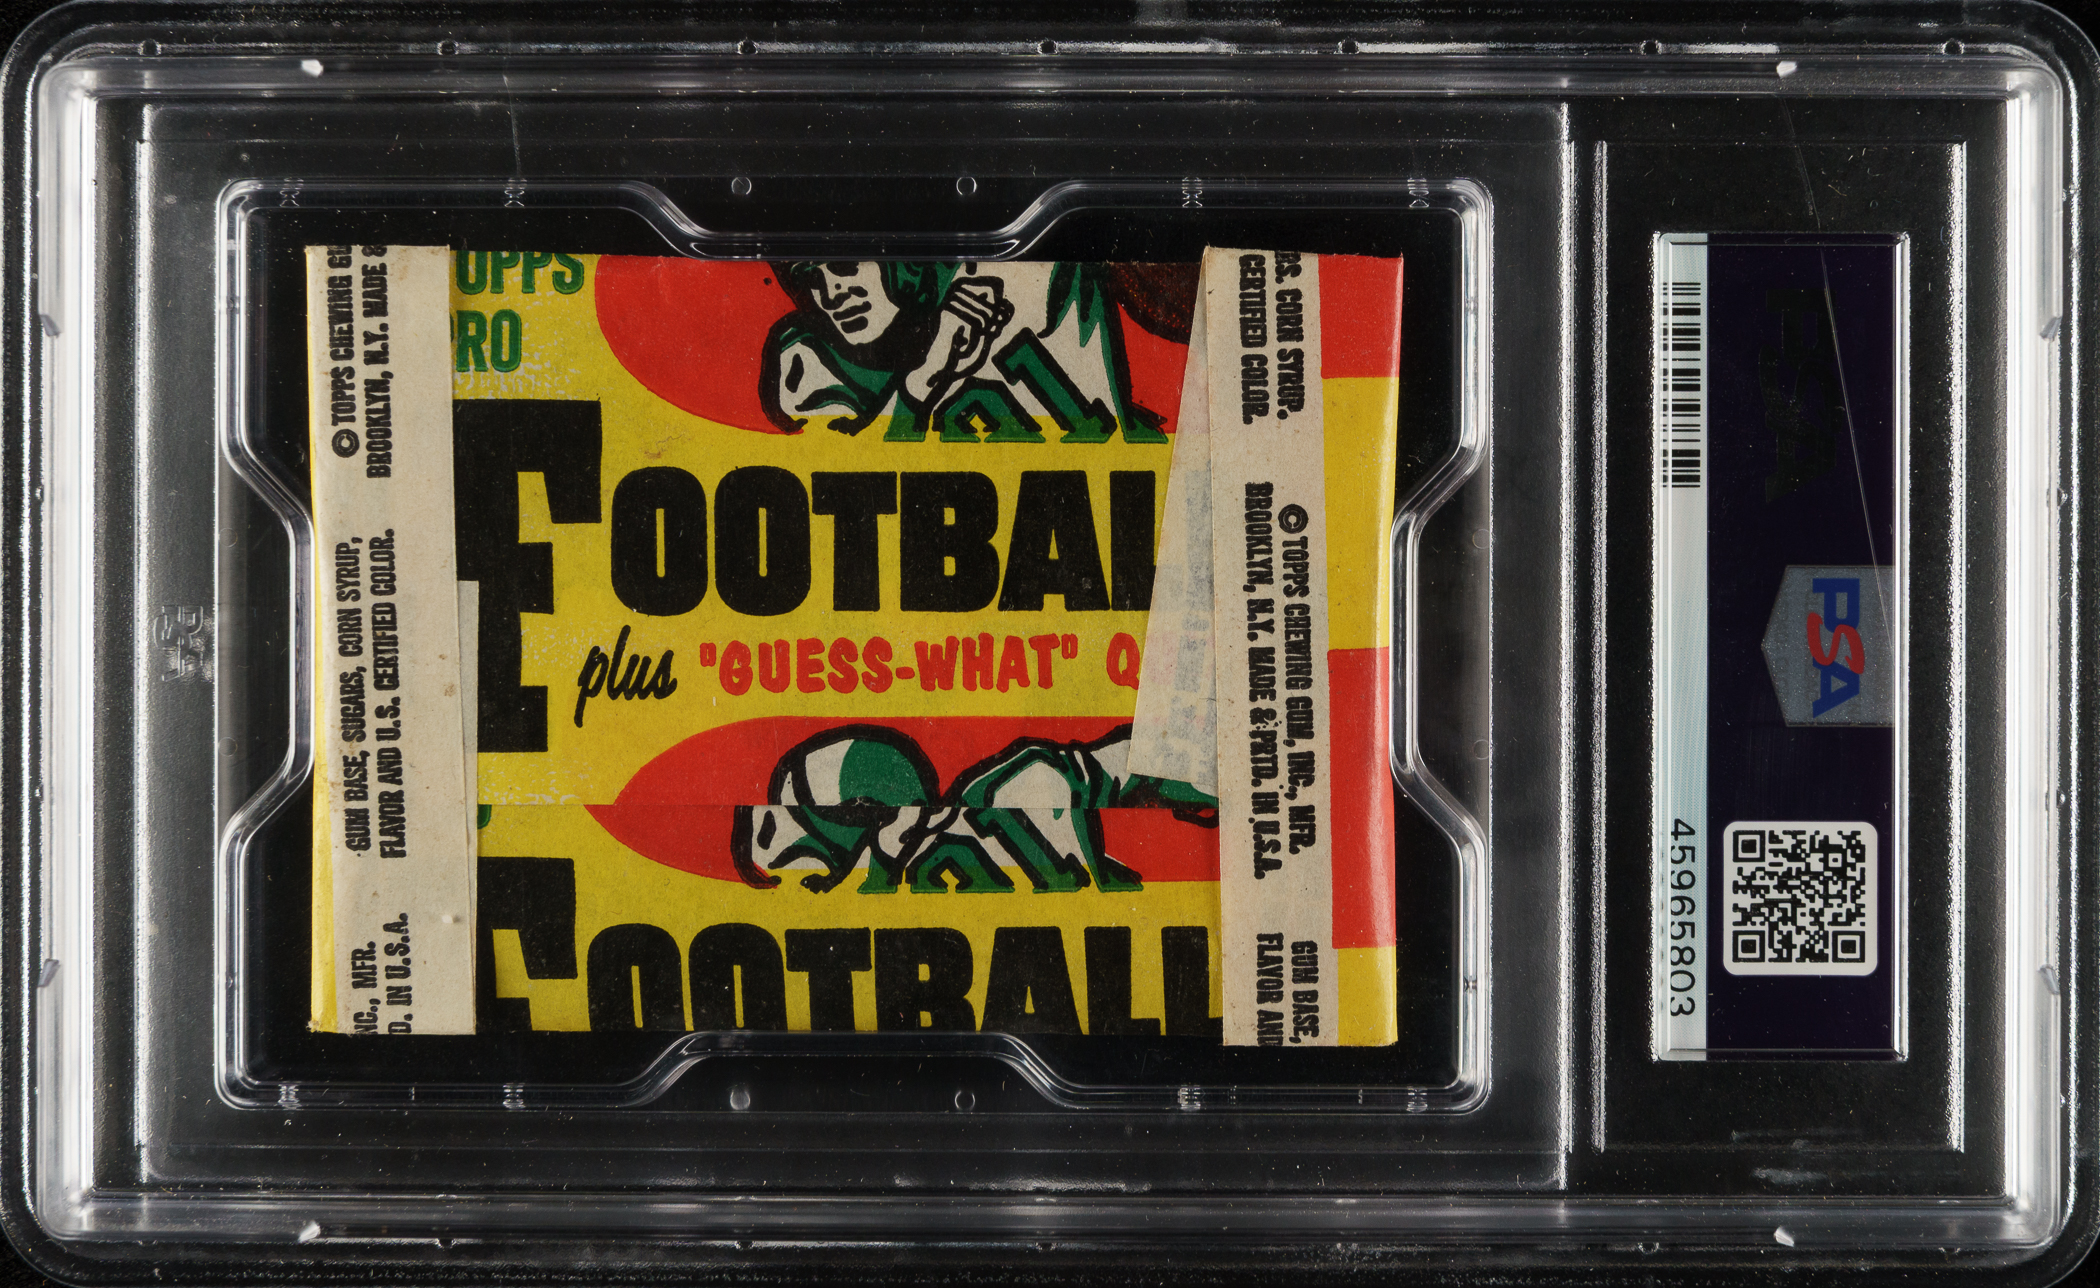 © TOPPS CHEWING GU
BROOKLYN, N.Y. MADE &
GUM BASE, SUGARS, CORN SYRUP,
FLAVOR AND U.S. CERTIFIED COLOR.
NC., MFR.
D. IN U.S.A.
OPPS
RO
FOOTBAL
plus "GUESS-WHAT" Q
FOOTBALL
RS, CORN SYRUP,
CERTIFIED COLOR.
© TOPPS CHEWING GUM, INC., MFR.
BROOKLYN, N.Y. MADE & PRTD. IN U.S.A.
GUM BASE,
FLAVOR AND
PSA
45965803